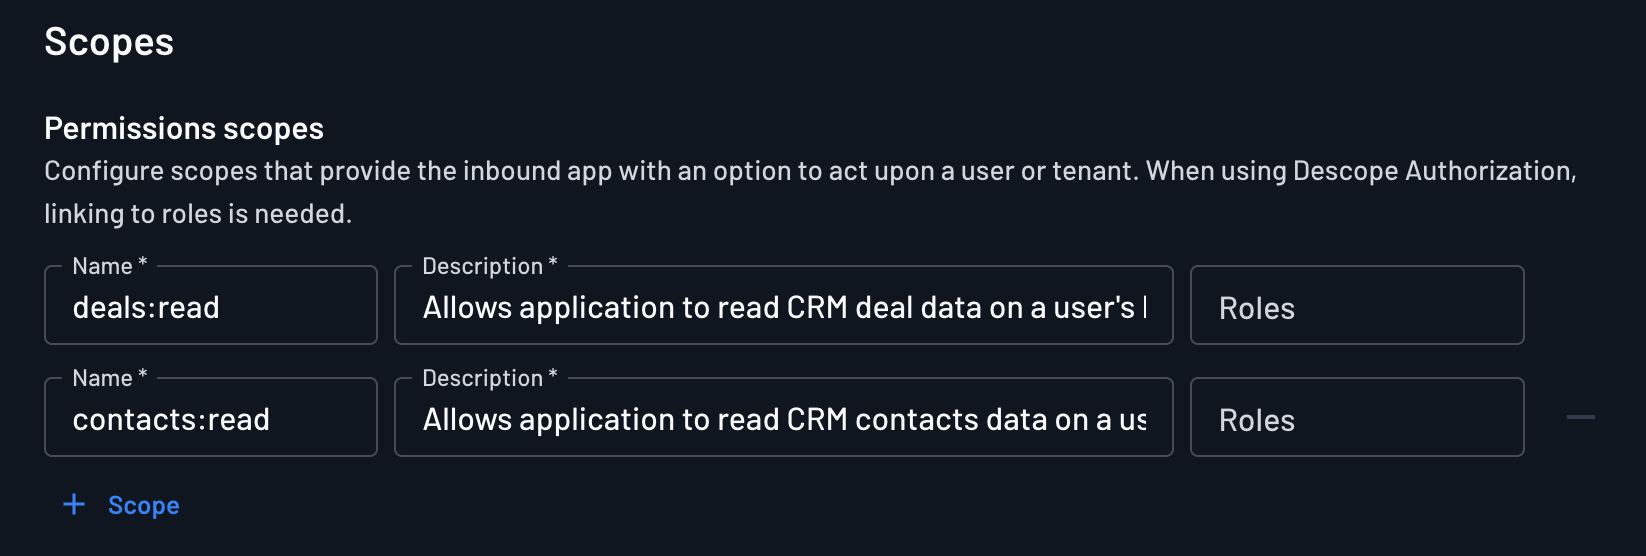 Scopes
Permissions scopes
Configure scopes that provide the inbound app with an option to act upon a user or tenant. When using Descope Authorization,
linking to roles is needed.
Name *
Description *
deals:read
Allows application to read CRM deal data on a user's
Roles
Name *
Description *
contacts:read
Allows application to read CRM contacts data on a us
Roles
+ Scope